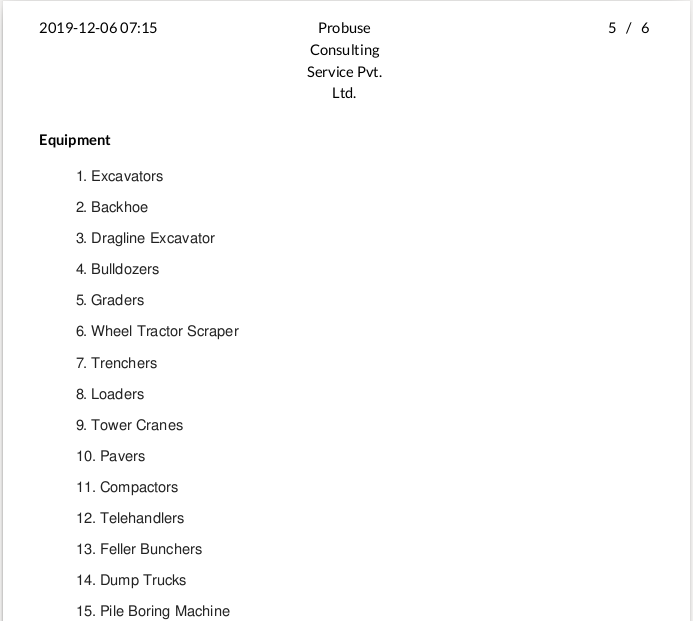 2019-12-06 07:15
Probuse
Consulting
Service Pvt.
Ltd.
5 / 6
Equipment
1. Excavators
2. Backhoe
3. Dragline Excavator
4. Bulldozers
5. Graders
6. Wheel Tractor Scraper
7. Trenchers
8. Loaders
9. Tower Cranes
10. Pavers
11. Compactors
12. Telehandlers
13. Feller Bunchers
14. Dump Trucks
15. Pile Boring Machine